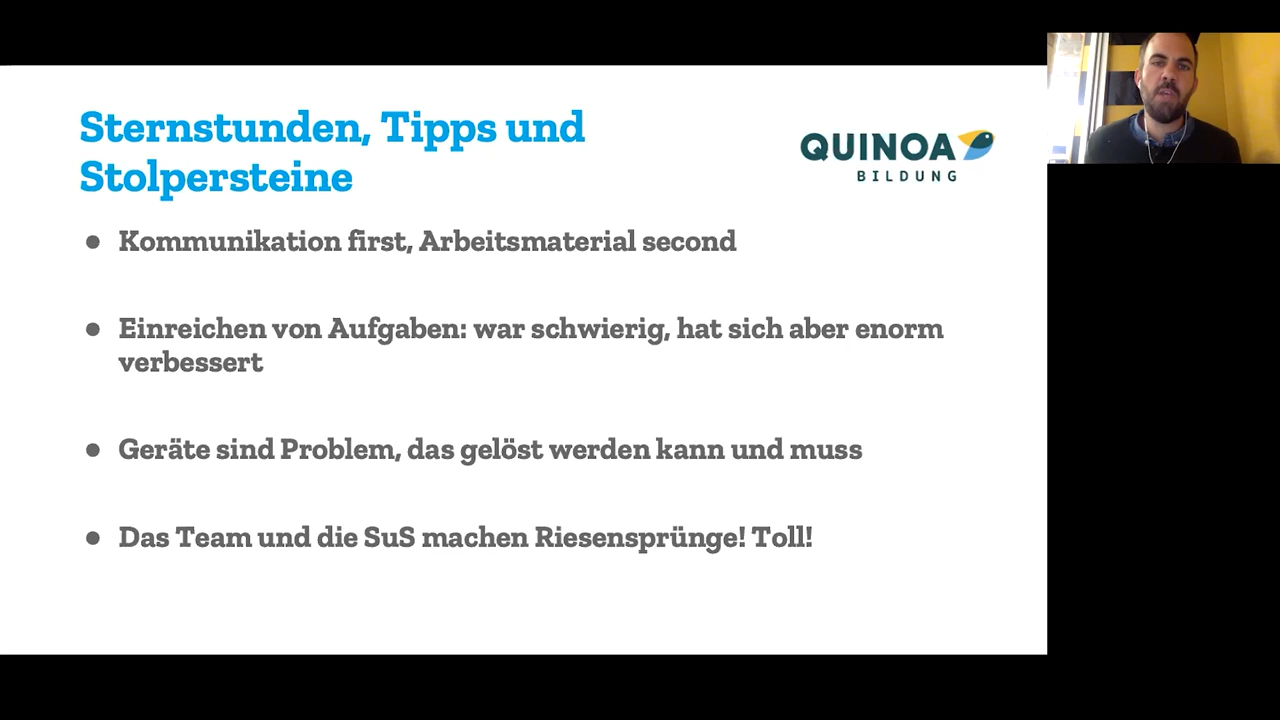 Sternstunden, Tipps und
Stolpersteine
QUINOA
BILDUNG
● Kommunikation first, Arbeitsmaterial second
● Einreichen von Aufgaben: war schwierig, hat sich aber enorm
verbessert
● Geräte sind Problem, das gelöst werden kann und muss
● Das Team und die SuS machen Riesensprünge! Toll!